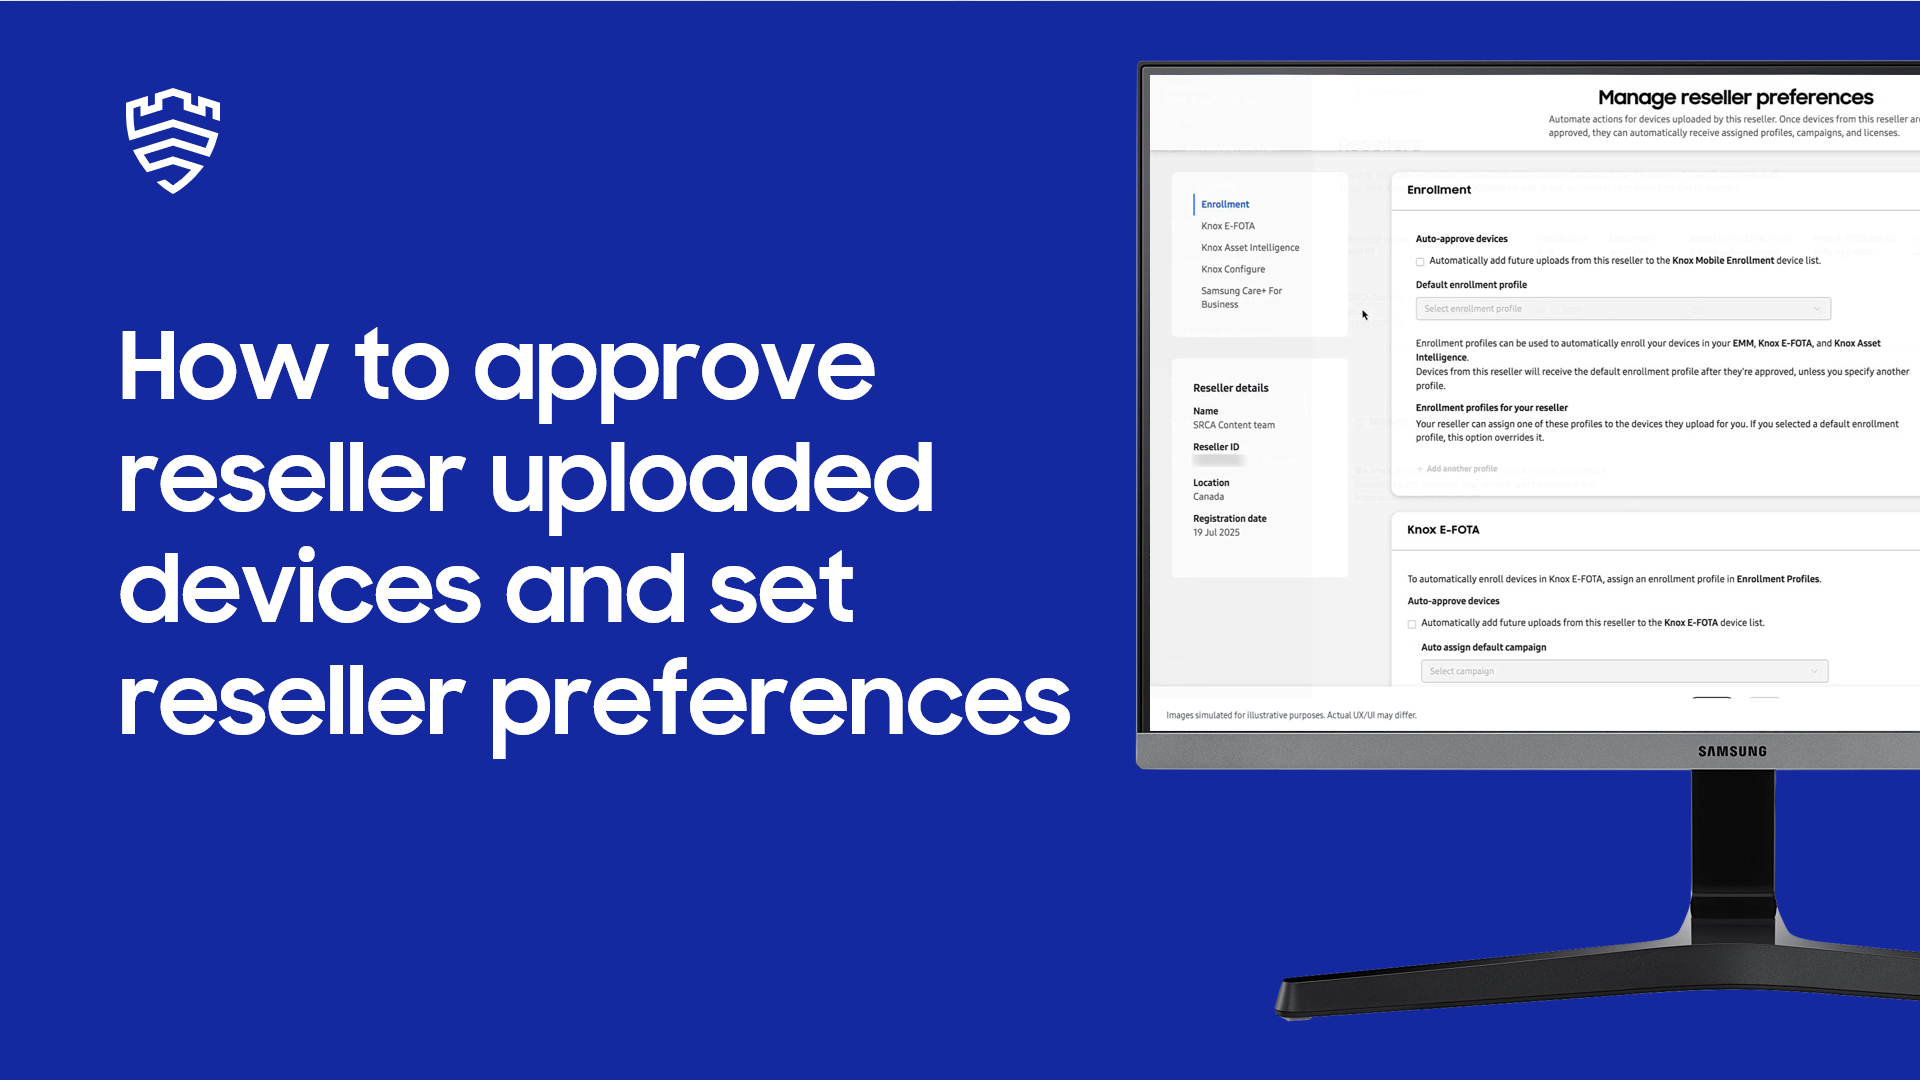 How to approve
reseller uploaded
devices and set
reseller preferences
Manage reseller preferences
Automate actions for devices uploaded by this reseller. Once devices from this reseller
approved, they can automatically receive assigned profiles, campaigns, and licenses.
Enrollment
Knox E-FOTA
Knox Asset Intelligence
Knox Configure
Samsung Care+ For
Business
Reseller details
Name
SRCA Content team
Reseller ID
Location
Canada
Registration date
19 Jul 2025
Enrollment
Auto-approve devices
Automatically add future uploads from this reseller to the Knox Mobile Enrollment device list.
Default enrollment profile
Select enrollment profile
Enrollment profiles can be used to automatically enroll your devices in your EMM, Knox E-FOTA, and Knox Asset
Intelligence.
Devices from this reseller will receive the default enrollment profile after they're approved, unless you specify another
profile.
Enrollment profiles for your reseller
Your reseller can assign one of these profiles to the devices they upload for you. If you selected a default enrollment
profile, this option overrides it.
+ Add another profile
Knox E-FOTA
To automatically enroll devices in Knox E-FOTA, assign an enrollment profile in Enrollment Profiles.
Auto-approve devices
Automatically add future uploads from this reseller to the Knox E-FOTA device list.
Auto assign default campaign
Select campaign
Images simulated for illustrative purposes. Actual UX/UI may differ.
SAMSUNG